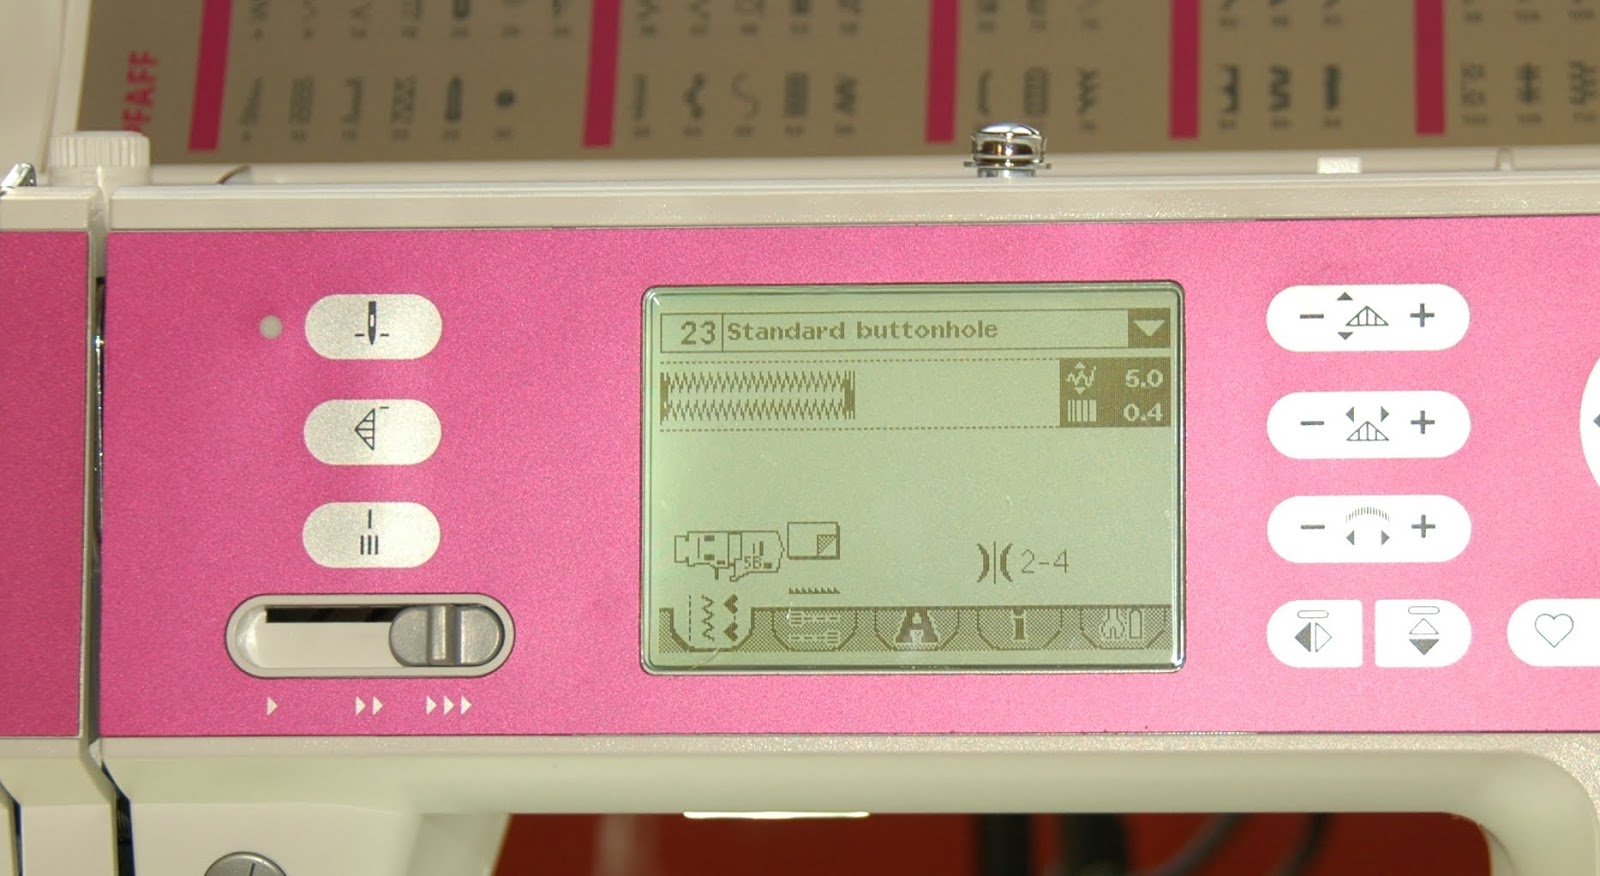 PFAFF
23 Standard buttonhole
5.0
0.4
5B
2-4
A i